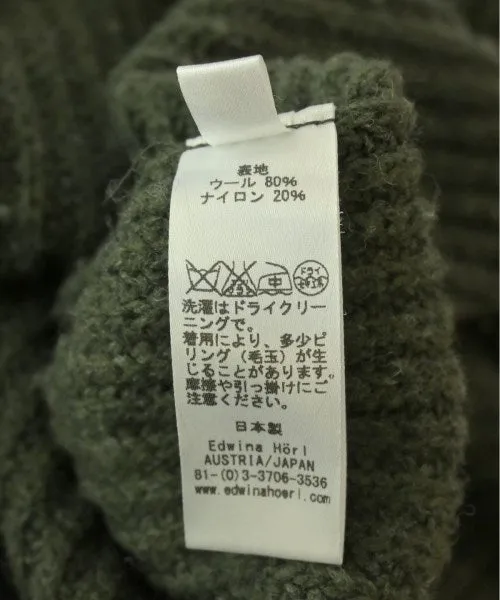 表地
ウール 80%
ナイロン 20%
中 ドライ
洗濯はドライクリー
ニングで。
着用により、多少ピ
リング（毛玉）が生
じることがあります。
摩擦や引っ掛けにご
注意ください。
日本製
Edwina Hörl
AUSTRIA/JAPAN
81-(0)3-3706-3536
www.edwinahoerl.com